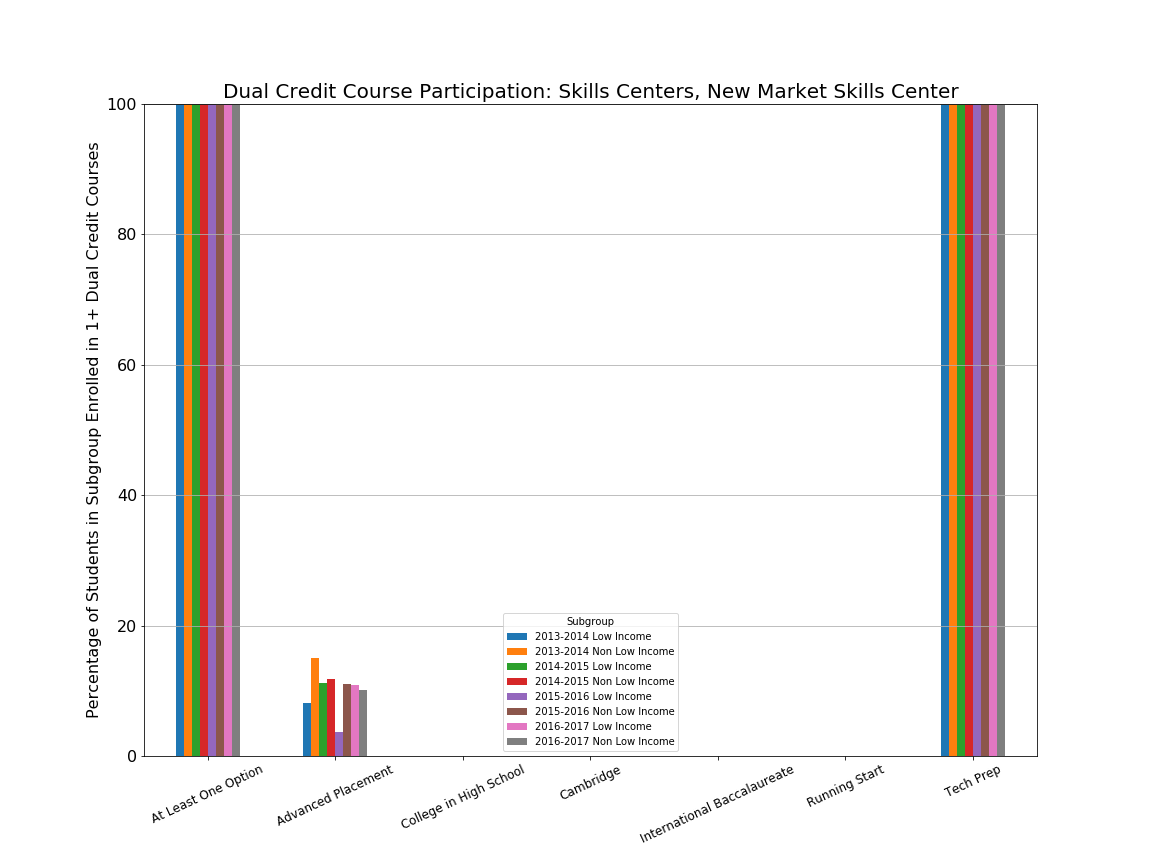 Dual Credit Course Participation: Skills Centers, New Market Skills Center
Percentage of Students in Subgroup Enrolled in 1+ Dual Credit Courses
100
80
60
40
20
0
Subgroup
2013-2014 Low Income
2013-2014 Non Low Income
2014-2015 Low Income
2014-2015 Non Low Income
2015-2016 Low Income
2015-2016 Non Low Income
2016-2017 Low Income
2016-2017 Non Low Income
At Least One Option
Advanced Placement
College in High School
Cambridge
International Baccalaureate
Running Start
Tech Prep